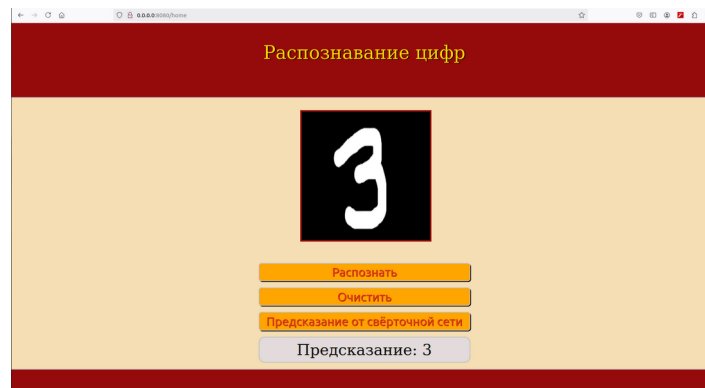 0.0.0.0:8080/home
Распознавание цифр
3
Распознать
Очистить
Предсказание от свёрточной сети
Предсказание: 3